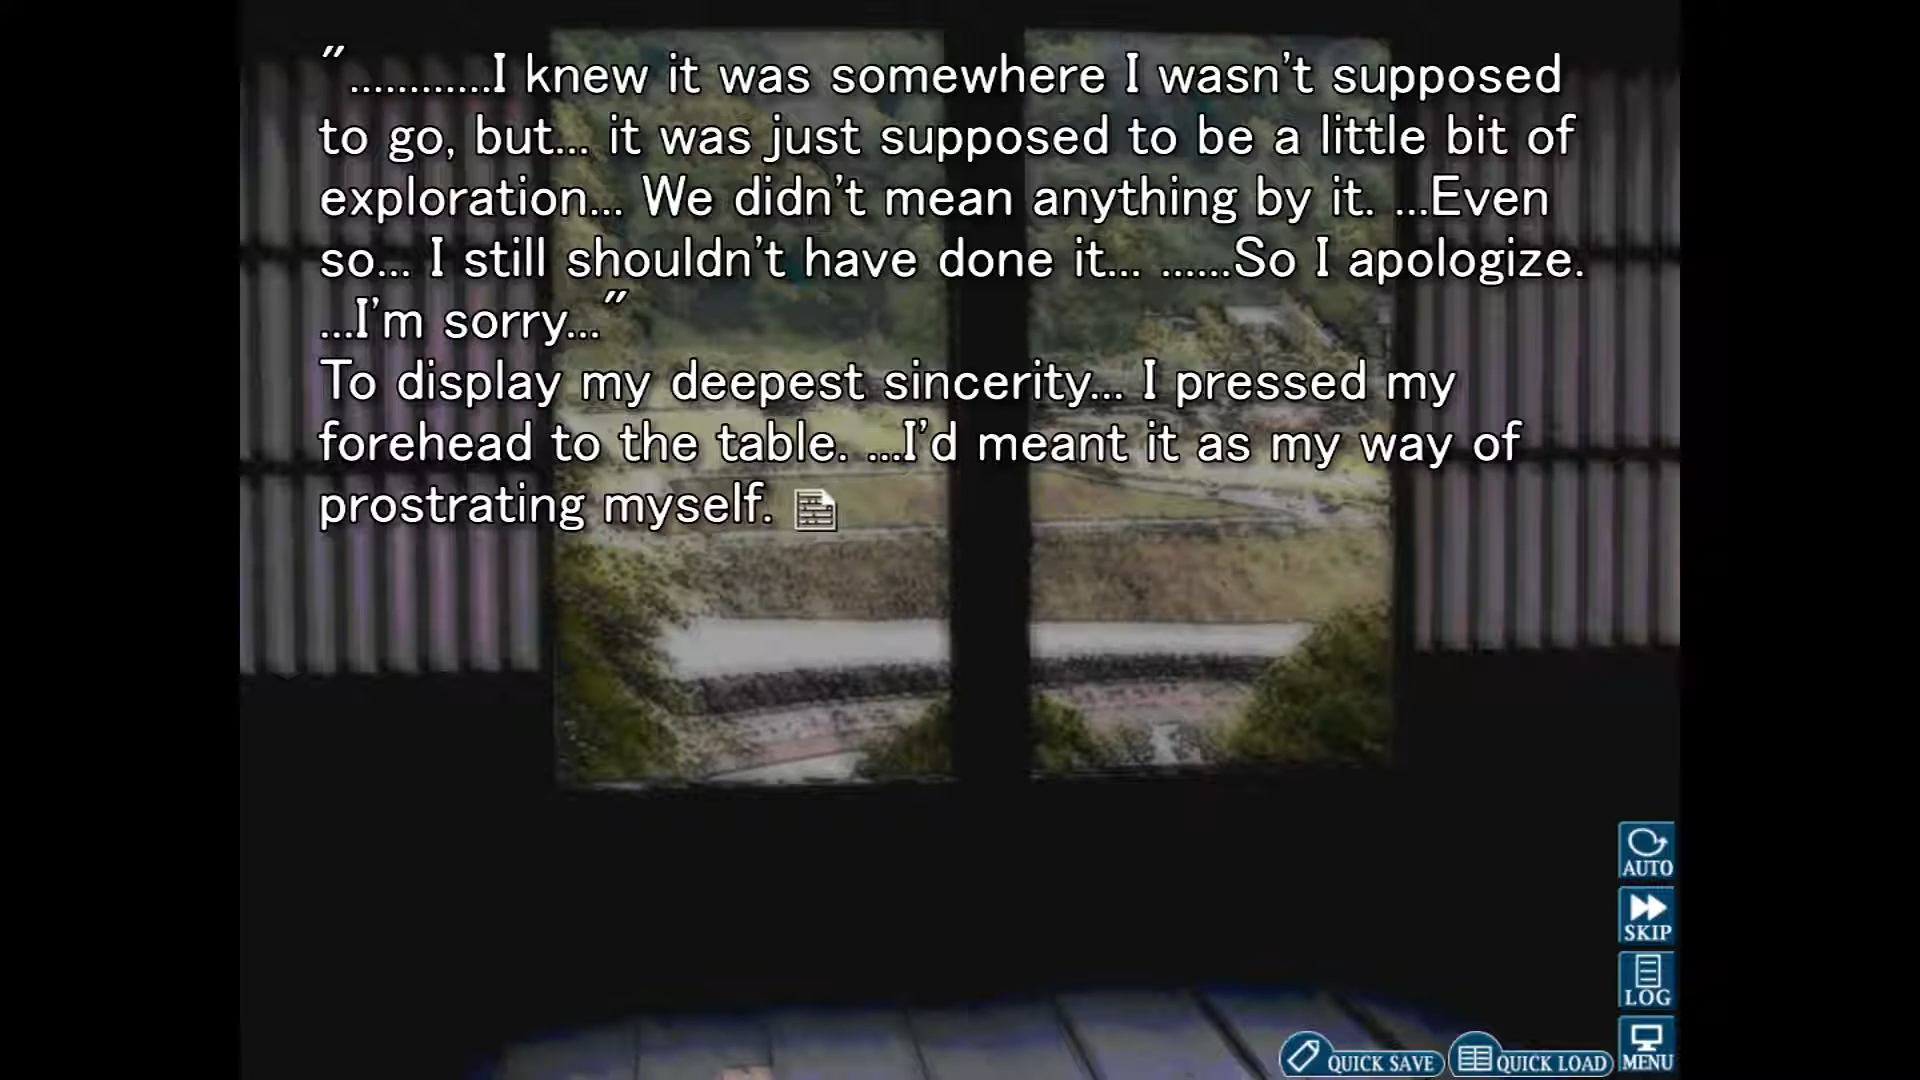 "............I knew it was somewhere I wasn't supposed
to go, but... it was just supposed to be a little bit of
exploration... We didn't mean anything by it. ...Even
so... I still shouldn't have done it... ......So I apologize.
...I'm sorry..."
To display my deepest sincerity... I pressed my
forehead to the table. ...I'd meant it as my way of
prostrating myself.
AUTO
SKIP
LOG
MENU
QUICK SAVE
QUICK LOAD